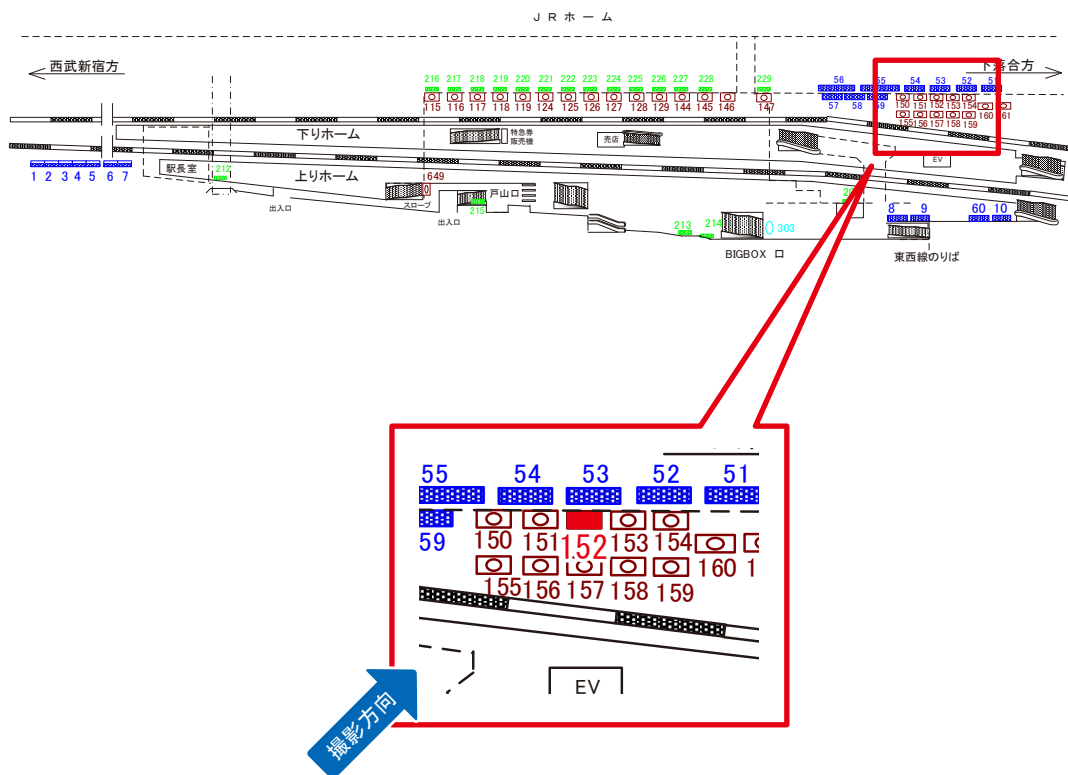 JRホーム
西武新宿方
下落合方
216 217 218 219 220 221 222 223 224 225 226 227 228 229
115 116 117 118 119 124 125 126 127 128 129 144 145 146 147
56 55 54 53 52 51
57 58 59 150 151 152 153 154
155 156 157 158 159 160 161
下りホーム
特急券
販売機
売店
EV
駅長室
212
上りホーム
649
スロープ
戸山口
215
出入口
出入口
1 2 3 4 5 6 7
213 214
303
BIGBOX 口
8 9 60 10
東西線のりば
55 54 53 52 51
59 150 151 152 153 154 160
155 156 157 158 159
EV
撮影方向